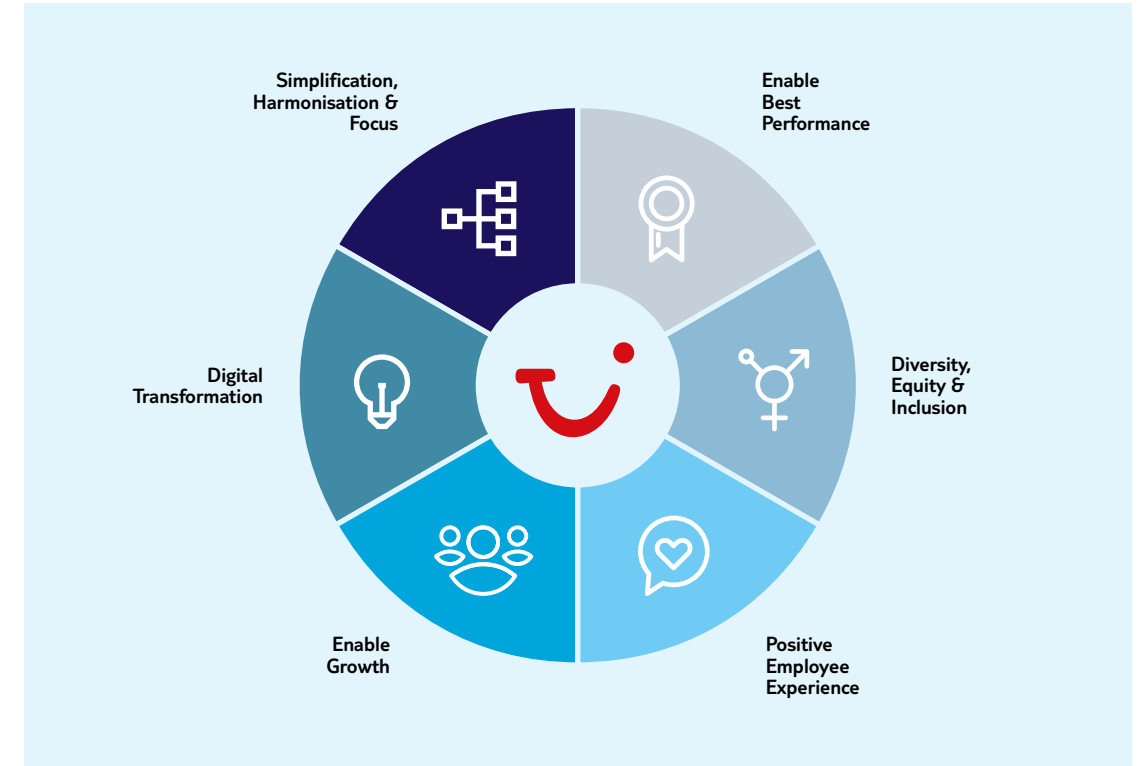 Simplification,
Harmonisation &
Focus
Enable
Best
Performance
Digital
Transformation
Diversity,
Equity &
Inclusion
Enable
Growth
Positive
Employee
Experience